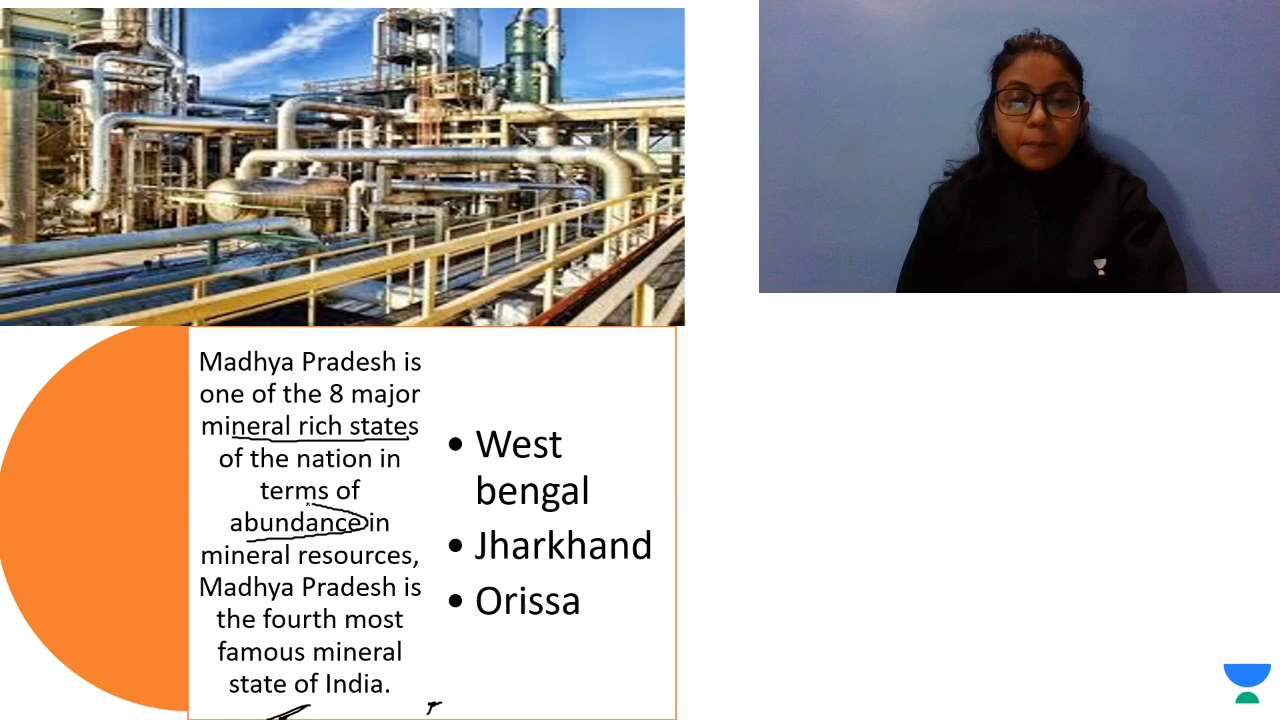 Madhya Pradesh is
one of the 8 major
mineral rich states
of the nation in
terms of
abundance in
mineral resources,
Madhya Pradesh is
the fourth most
famous mineral
state of India.
• West
bengal
• Jharkhand
• Orissa